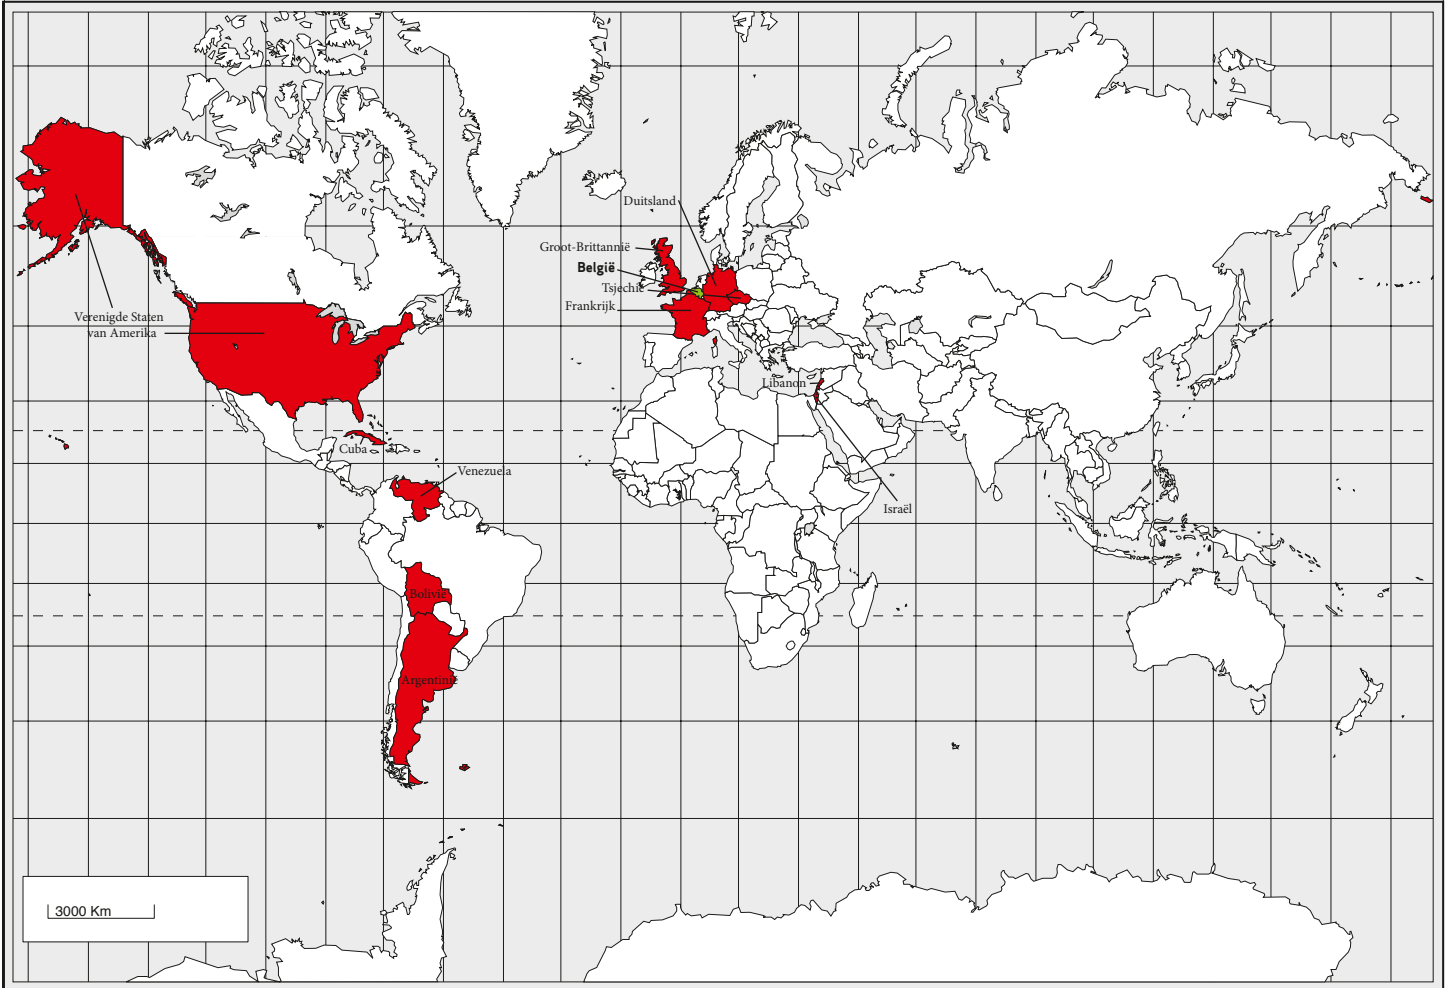 Duitsland
Groot-Brittannië
België
Tsjechië
Frankrijk
Verenigde Staten
van Amerika
Libanon
Cuba
Venezuela
Israël
Bolivië
Argentinië
3000 Km